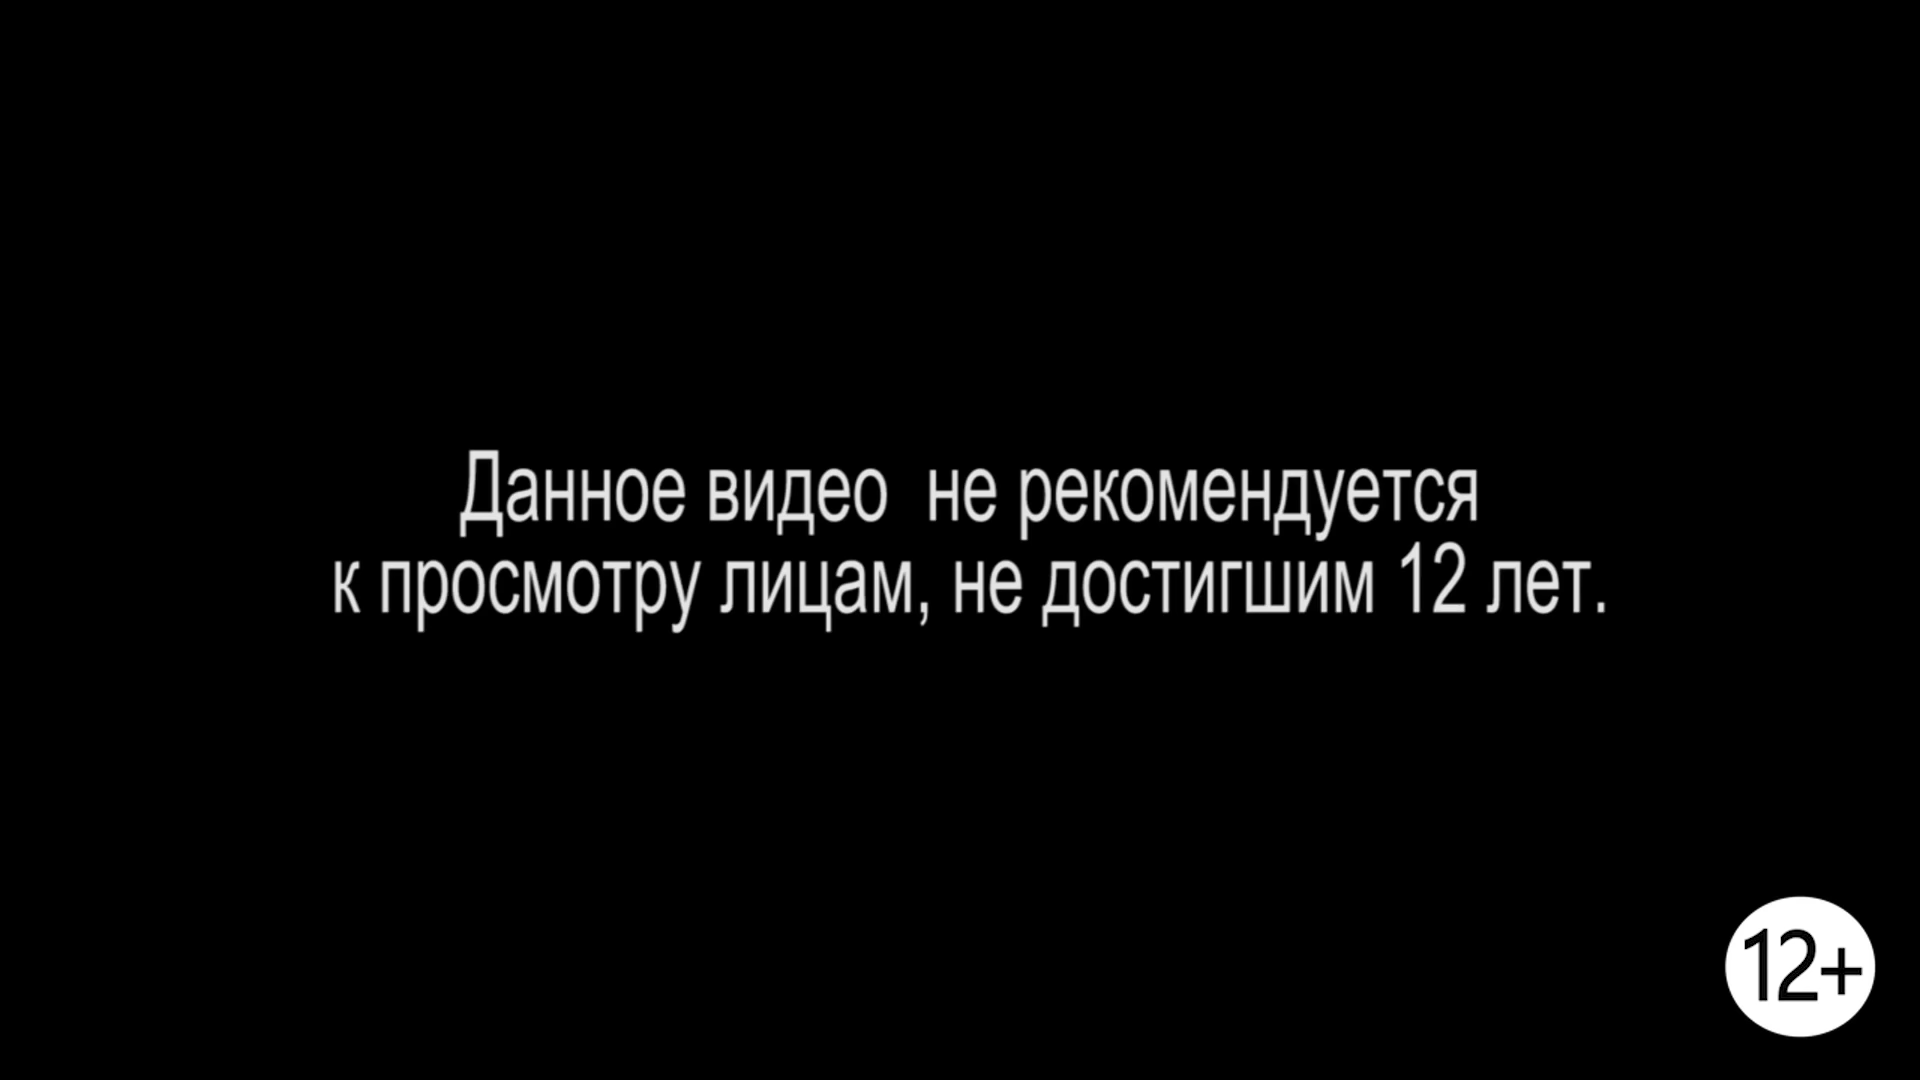 Данное видео  не рекомендуется
к просмотру лицам, не достигшим 12 лет.
12+